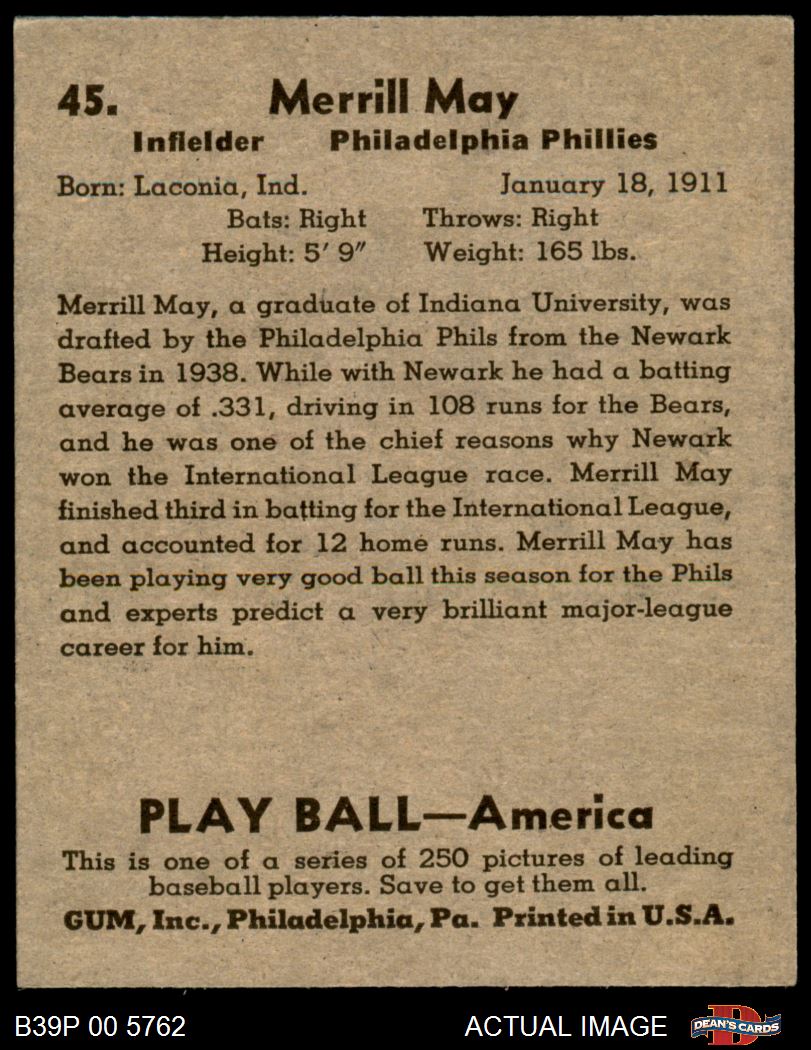 45. Merrill May
Infielder Philadelphia Phillies
Born: Laconia, Ind. January 18, 1911
Bats: Right Throws: Right
Height: 5' 9" Weight: 165 lbs.
Merrill May, a graduate of Indiana University, was
drafted by the Philadelphia Phils from the Newark
Bears in 1938. While with Newark he had a batting
average of .331, driving in 108 runs for the Bears,
and he was one of the chief reasons why Newark
won the International League race. Merrill May
finished third in batting for the International League,
and accounted for 12 home runs. Merrill May has
been playing very good ball this season for the Phils
and experts predict a very brilliant major-league
career for him.
PLAY BALL—America
This is one of a series of 250 pictures of leading
baseball players. Save to get them all.
GUM, Inc., Philadelphia, Pa. Printed in U.S.A.
B39P 00 5762 ACTUAL IMAGE D DEAN'S CARDS